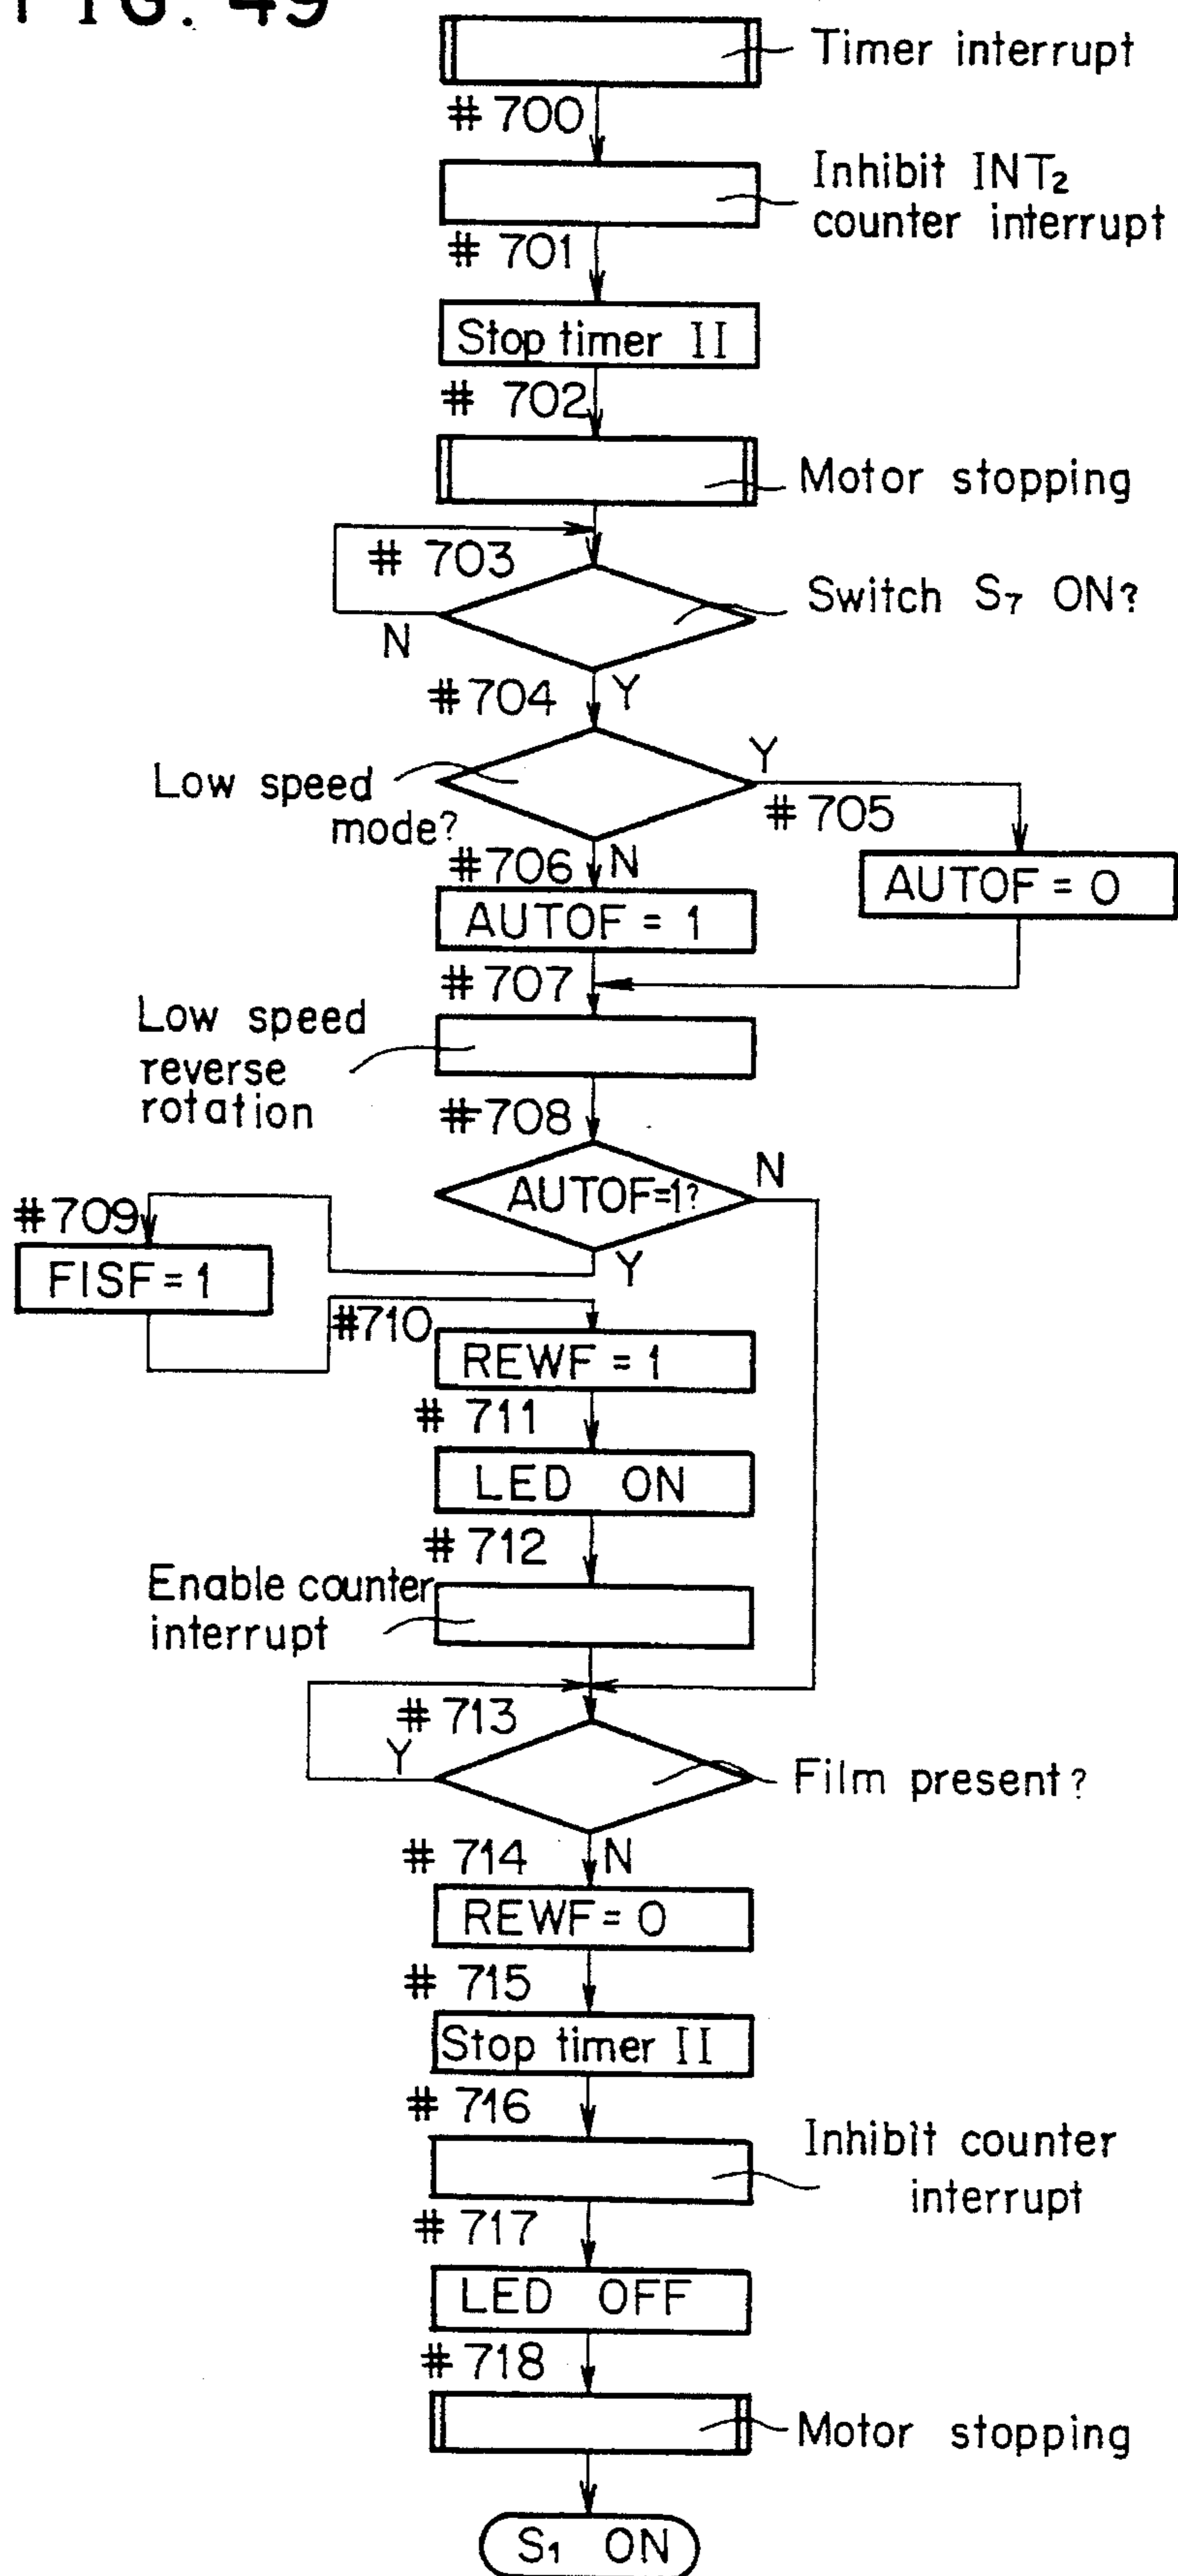 FIG. 49
Timer interrupt
# 700
Inhibit INT₂
counter interrupt
# 701
Stop timer II
# 702
Motor stopping
# 703
Switch S₇ ON?
N
#704
Y
Low speed
mode?
Y
# 705
#706
N
AUTOF = 0
AUTOF = 1
# 707
Low speed
reverse
rotation
#708
AUTOF=1?
N
#709
Y
FISF = 1
#710
REWF = 1
# 711
LED ON
# 712
Enable counter
interrupt
# 713
Y
Film present?
# 714
N
REWF = 0
# 715
Stop timer II
# 716
Inhibit counter
interrupt
# 717
LED OFF
# 718
Motor stopping
S₁ ON